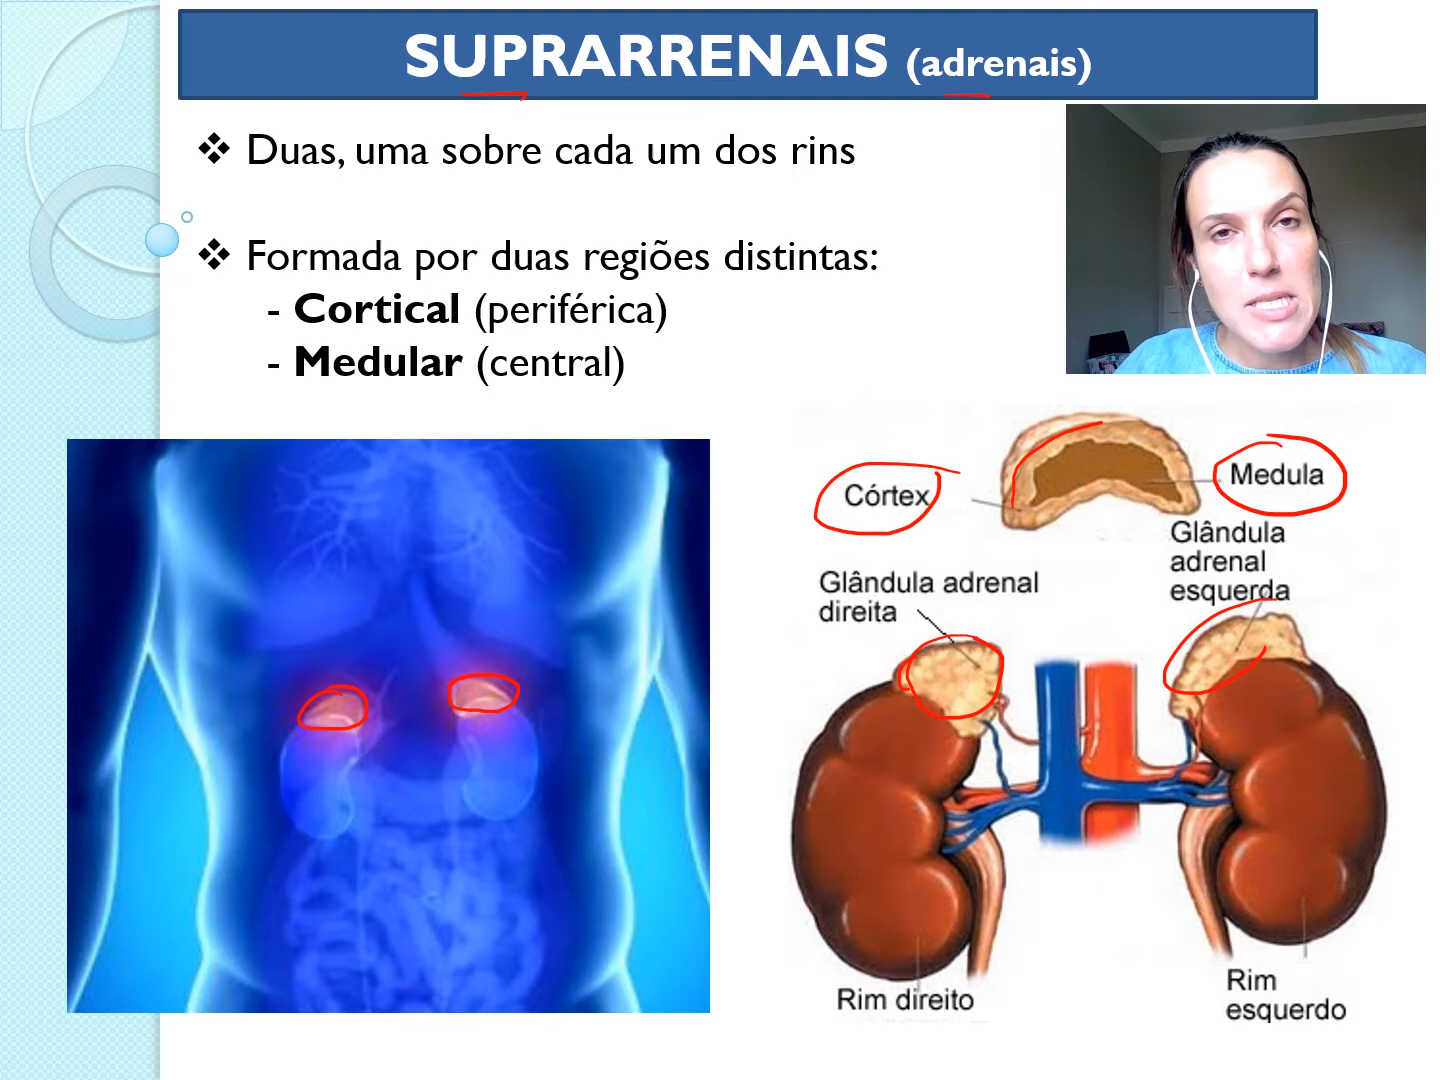 SUPRARRENAIS (adrenais)
❖ Duas, uma sobre cada um dos rins
❖ Formada por duas regiões distintas:
- Cortical (periférica)
- Medular (central)
Córtex
Medula
Glândula adrenal
direita
Glândula
adrenal
esquerda
Rim direito
Rim
esquerdo